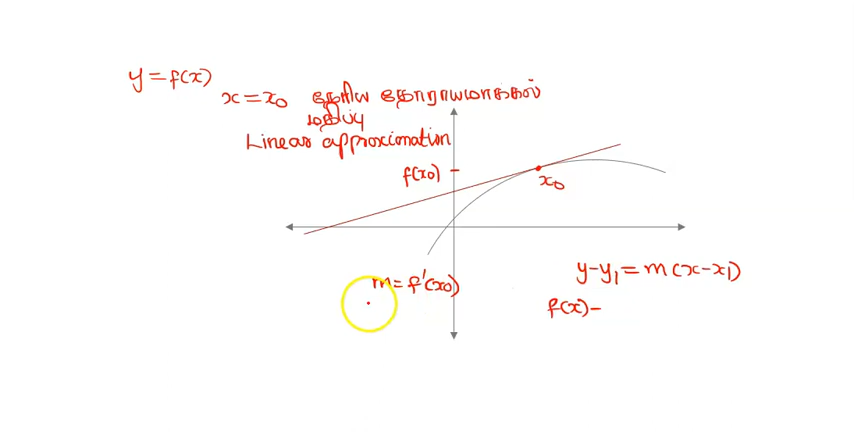 y = f(x)
x = x₀
Linear approximation
f(x₀)
x₀
m = f'(x₀)
y - y₁ = m(x - x₁)
f(x) -